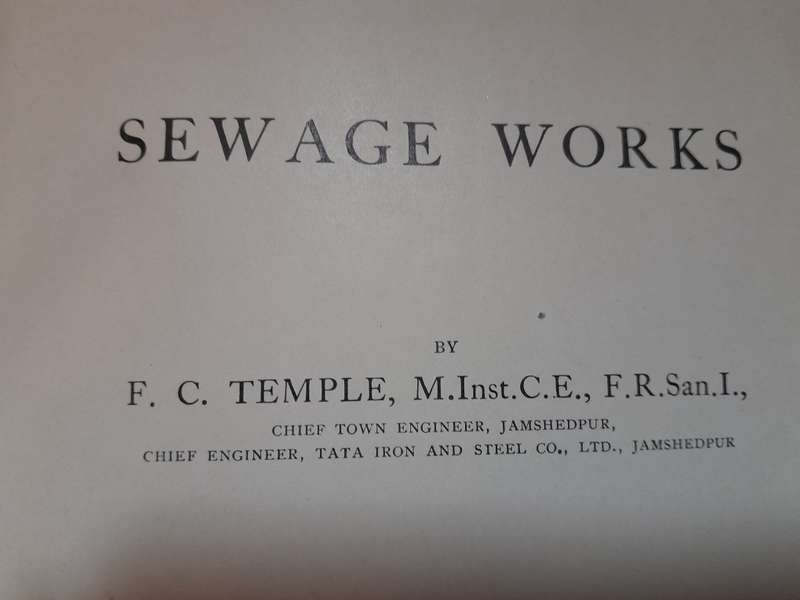 SEWAGE WORKS
BY
F. C. TEMPLE, M.Inst.C.E., F.R.San.I.,
CHIEF TOWN ENGINEER, JAMSHEDPUR,
CHIEF ENGINEER, TATA IRON AND STEEL CO., LTD., JAMSHEDPUR